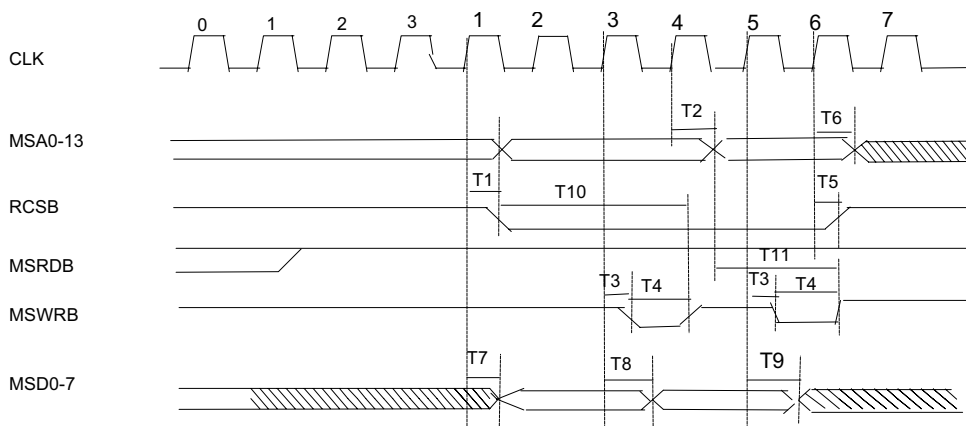 0 1 2 3 1 2 3 4 5 6 7
CLK
T2 T6
MSA0-13
T1 T10 T5
RCSB
T11
MSRDB
T3 T4 T3 T4
MSWRB
T7 T8 T9
MSD0-7